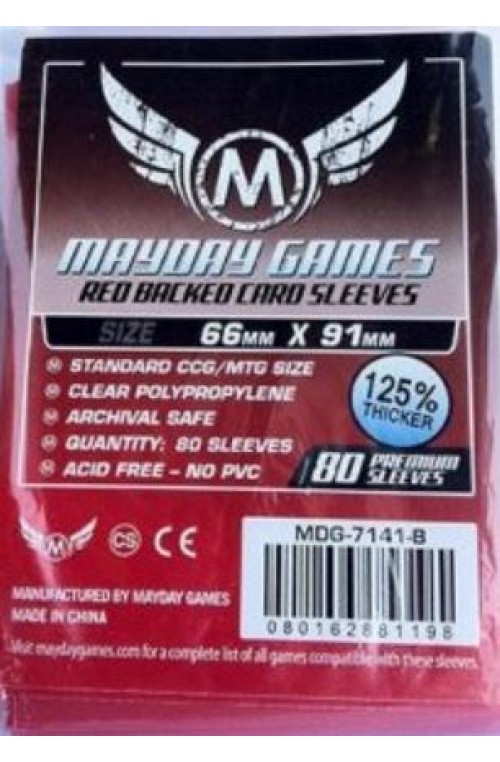 M
MAYDAY GAMES
RED BACKED CARD SLEEVES
SIZE 66MM X 91MM
M STANDARD CCG/MTG SIZE
M CLEAR POLYPROPYLENE
M ARCHIVAL SAFE
M QUANTITY: 80 SLEEVES
M ACID FREE – NO PVC
125%
THICKER
80 PREMIUM
SLEEVES
M CS CE
MDG-7141-B
080162881198
MANUFACTURED BY MAYDAY GAMES
MADE IN CHINA
Visit maydaygames.com for a complete list of all games compatible with these sleeves.